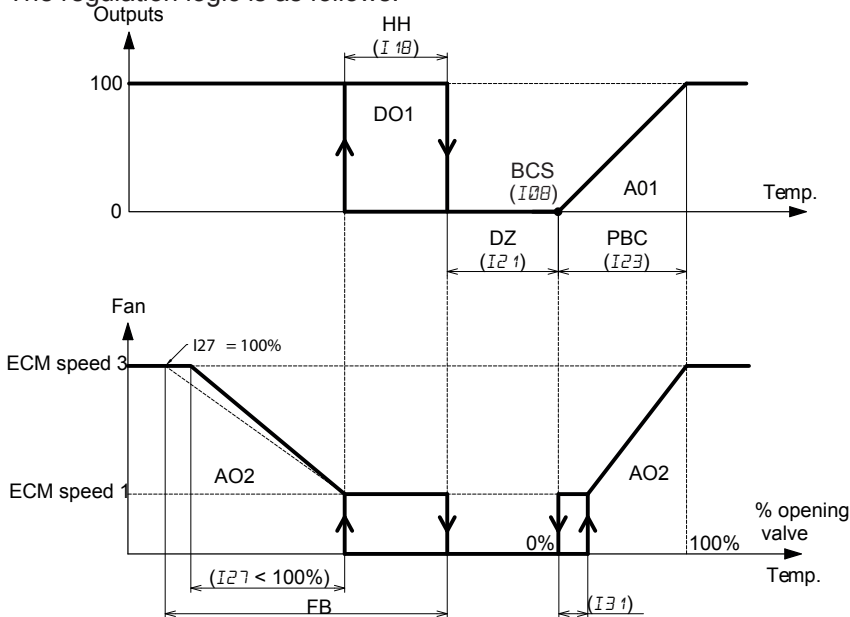 The regulation logic is as follows:
Outputs
HH
(I18)
100
DO1
BCS
(I08)
A01
Temp.
0
DZ
(I21)
PBC
(I23)
Fan
I27 = 100%
ECM speed 3
AO2
AO2
ECM speed 1
% opening
valve
0%
100%
Temp.
(I27 < 100%)
(I31)
FB